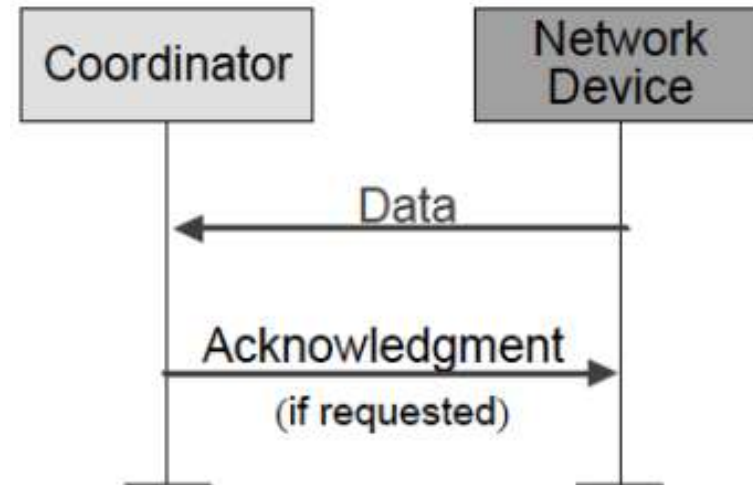 Coordinator
Network
Device
Data
Acknowledgment
(if requested)